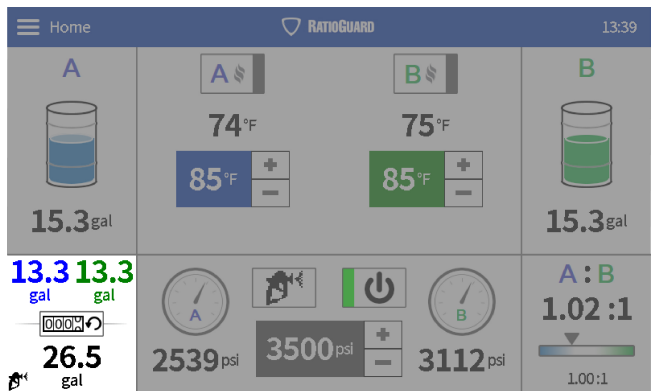 Home
RATIOGUARD
13:39
A
A
B
B
74°F
75°F
85°F
+
−
85°F
+
−
15.3gal
15.3gal
13.3 gal
13.3 gal
000
26.5
gal
A
B
2539psi
3500psi
+
−
3112psi
A:B
1.02:1
1.00:1